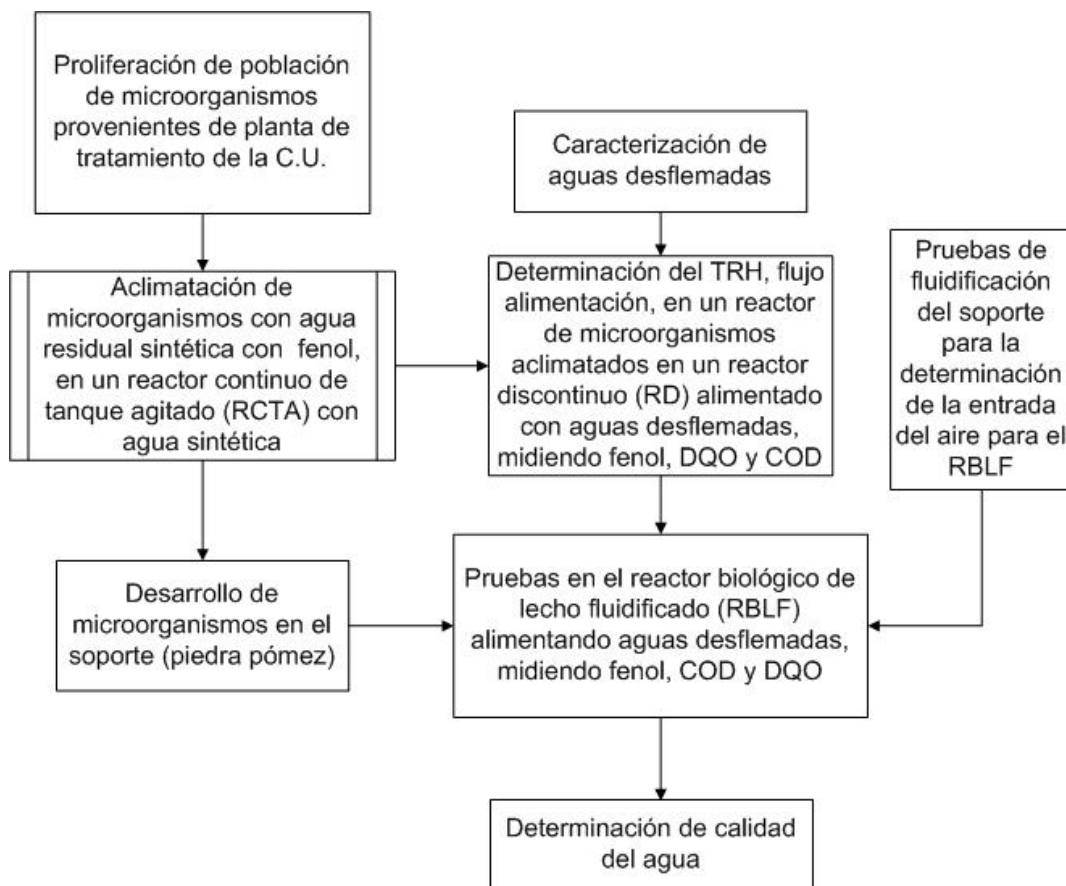 Proliferación de población
de microorganismos
provenientes de planta de
tratamiento de la C.U.
Caracterización de
aguas desflemadas
Pruebas de
fluidificación
del soporte
para la
determinación
de la entrada
del aire para el
RBLF
Aclimatación de
microorganismos con agua
residual sintética con fenol,
en un reactor continuo de
tanque agitado (RCTA) con
agua sintética
Determinación del TRH, flujo
alimentación, en un reactor
de microorganismos
aclimatados en un reactor
discontinuo (RD) alimentado
con aguas desflemadas,
midiendo fenol, DQO y COD
Desarrollo de
microorganismos en el
soporte (piedra pómez)
Pruebas en el reactor biológico de
lecho fluidificado (RBLF)
alimentando aguas desflemadas,
midiendo fenol, COD y DQO
Determinación de calidad
del agua